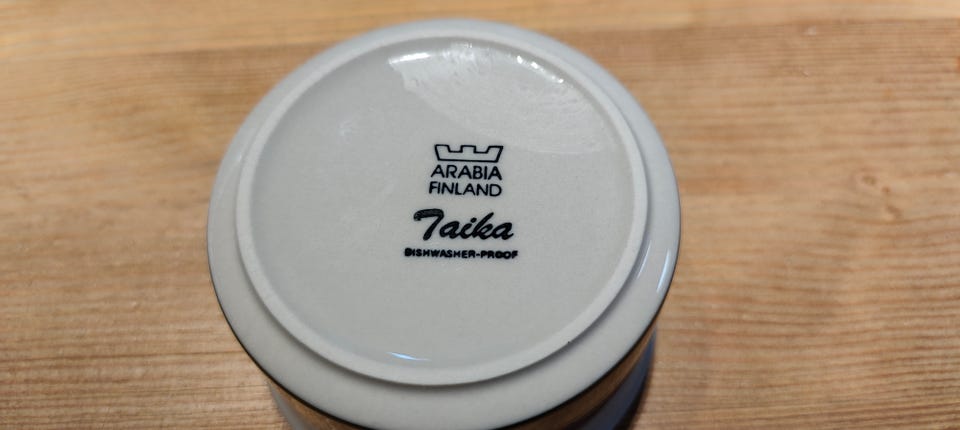 ARABIA
FINLAND
Taika
DISHWASHER-PROOF